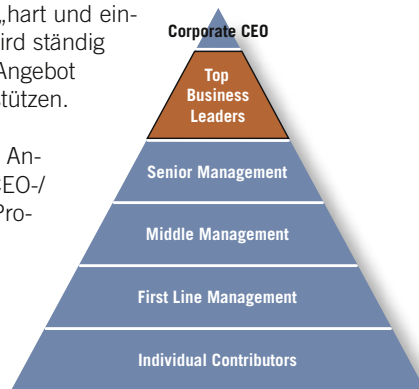 „hart und ein-
ird ständig
Angebot
stützen.
An-
CEO-/
Pro-
Corporate CEO
Top
Business
Leaders
Senior Management
Middle Management
First Line Management
Individual Contributors